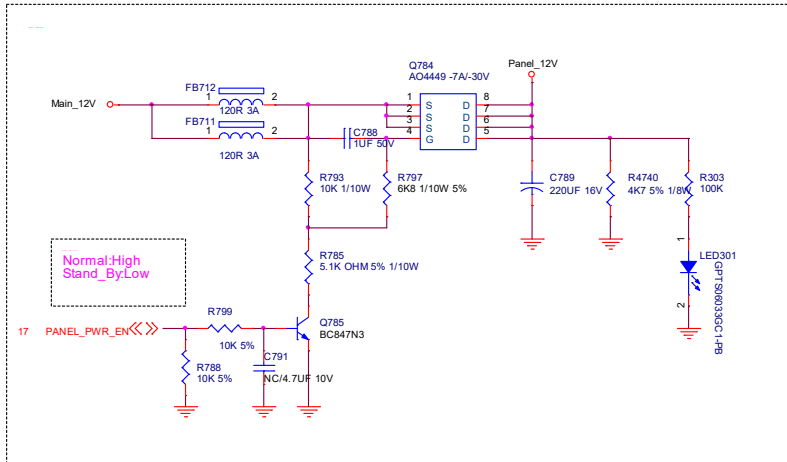 Q784
AO4449 -7A/-30V
Panel_12V
FB712
1 2
120R 3A
Main_12V
FB711
1 2
120R 3A
C788
1UF 50V
1 S D 8
2 S D 7
3 S D 6
4 G D 5
R793
10K 1/10W
R797
6K8 1/10W 5%
C789
220UF 16V
R4740
4K7 5% 1/8W
R303
100K
R785
5.1K OHM 5% 1/10W
Normal:High
Stand_By:Low
1
LED301
GPTS06033GC1-PB
2
R799
10K 5%
Q785
BC847N3
17 PANEL_PWR_EN
R788
10K 5%
C791
NC/4.7UF 10V